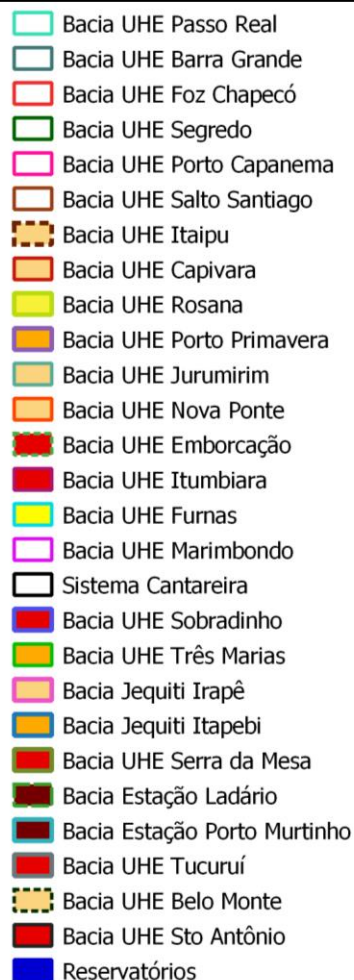 Bacia UHE Passo Real
Bacia UHE Barra Grande
Bacia UHE Foz Chapecó
Bacia UHE Segredo
Bacia UHE Porto Capanema
Bacia UHE Salto Santiago
Bacia UHE Itaipu
Bacia UHE Capivara
Bacia UHE Rosana
Bacia UHE Porto Primavera
Bacia UHE Jurumirim
Bacia UHE Nova Ponte
Bacia UHE Emborcação
Bacia UHE Itumbiara
Bacia UHE Furnas
Bacia UHE Marimbondo
Sistema Cantareira
Bacia UHE Sobradinho
Bacia UHE Três Marias
Bacia Jequiti Irapê
Bacia Jequiti Itapebi
Bacia UHE Serra da Mesa
Bacia Estação Ladário
Bacia Estação Porto Murtinho
Bacia UHE Tucuruí
Bacia UHE Belo Monte
Bacia UHE Sto Antônio
Reservatórios